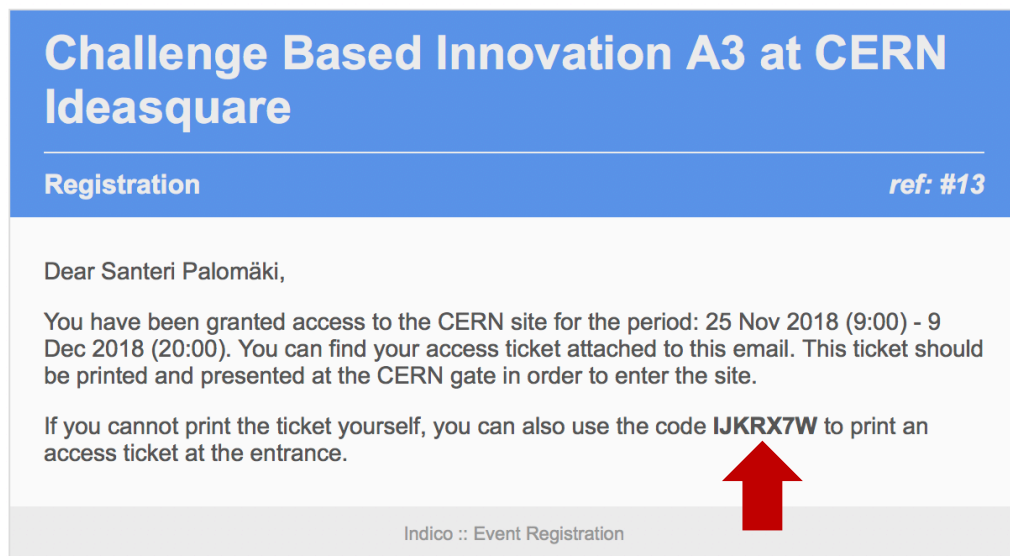 Challenge Based Innovation A3 at CERN
Ideasquare
Registration
ref: #13
Dear Santeri Palomäki,
You have been granted access to the CERN site for the period: 25 Nov 2018 (9:00) - 9
Dec 2018 (20:00). You can find your access ticket attached to this email. This ticket should
be printed and presented at the CERN gate in order to enter the site.
If you cannot print the ticket yourself, you can also use the code IJKRX7W to print an
access ticket at the entrance.
Indico :: Event Registration